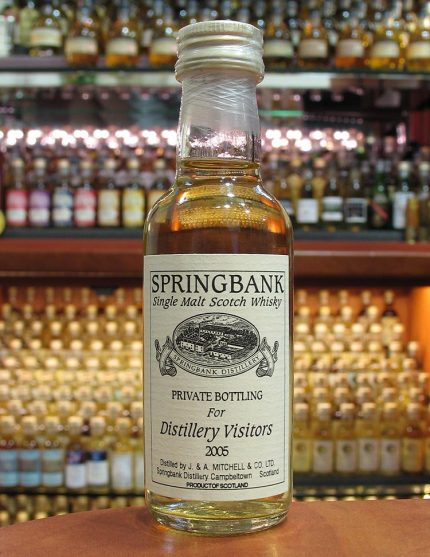 SPRINGBANK
Single Malt Scotch Whisky
SPRINGBANK DISTILLERY
PRIVATE BOTTLING
For
Distillery Visitors
2005
Distilled by J. & A. MITCHELL & CO. LTD.
Springbank Distillery Campbeltown Scotland
PRODUCT OF SCOTLAND